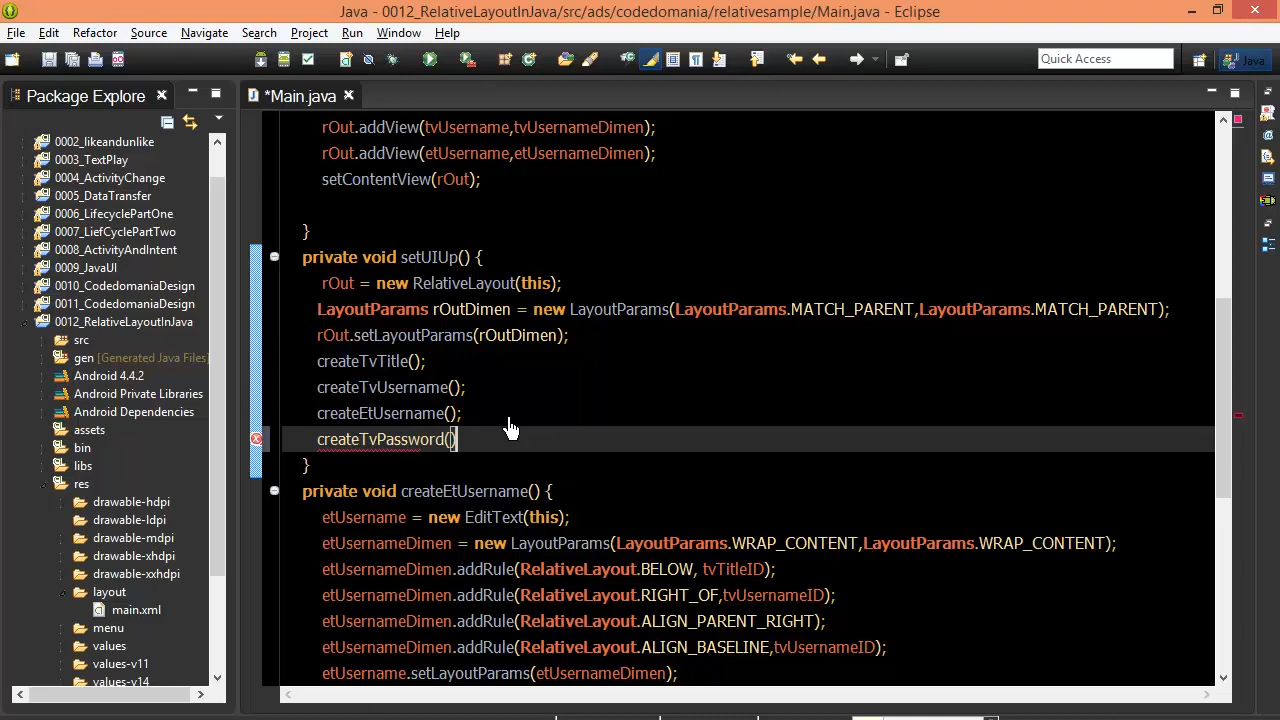 Java - 0012_RelativeLayoutInJava/src/ads/codedomania/relativesample/Main.java - Eclipse
File Edit Refactor Source Navigate Search Project Run Window Help
Quick Access
Java
Package Explore
*Main.java
0002_likeandunlike
0003_TextPlay
0004_ActivityChange
0005_DataTransfer
0006_LifecyclePartOne
0007_LiefCyclePartTwo
0008_ActivityAndIntent
0009_JavaUI
0010_CodedomaniaDesign
0011_CodedomaniaDesign
0012_RelativeLayoutInJava
src
gen [Generated Java Files]
Android 4.4.2
Android Private Libraries
Android Dependencies
assets
bin
libs
res
drawable-hdpi
drawable-ldpi
drawable-mdpi
drawable-xhdpi
drawable-xxhdpi
layout
main.xml
menu
values
values-v11
values-v14
rOut.addView(tvUsername,tvUsernameDimen);
rOut.addView(etUsername,etUsernameDimen);
setContentView(rOut);
}
private void setUIUp() {
rOut = new RelativeLayout(this);
LayoutParams rOutDimen = new LayoutParams(LayoutParams.MATCH_PARENT,LayoutParams.MATCH_PARENT);
rOut.setLayoutParams(rOutDimen);
createTvTitle();
createTvUsername();
createEtUsername();
createTvPassword()
}
private void createEtUsername() {
etUsername = new EditText(this);
etUsernameDimen = new LayoutParams(LayoutParams.WRAP_CONTENT,LayoutParams.WRAP_CONTENT);
etUsernameDimen.addRule(RelativeLayout.BELOW, tvTitleID);
etUsernameDimen.addRule(RelativeLayout.RIGHT_OF,tvUsernameID);
etUsernameDimen.addRule(RelativeLayout.ALIGN_PARENT_RIGHT);
etUsernameDimen.addRule(RelativeLayout.ALIGN_BASELINE,tvUsernameID);
etUsername.setLayoutParams(etUsernameDimen);